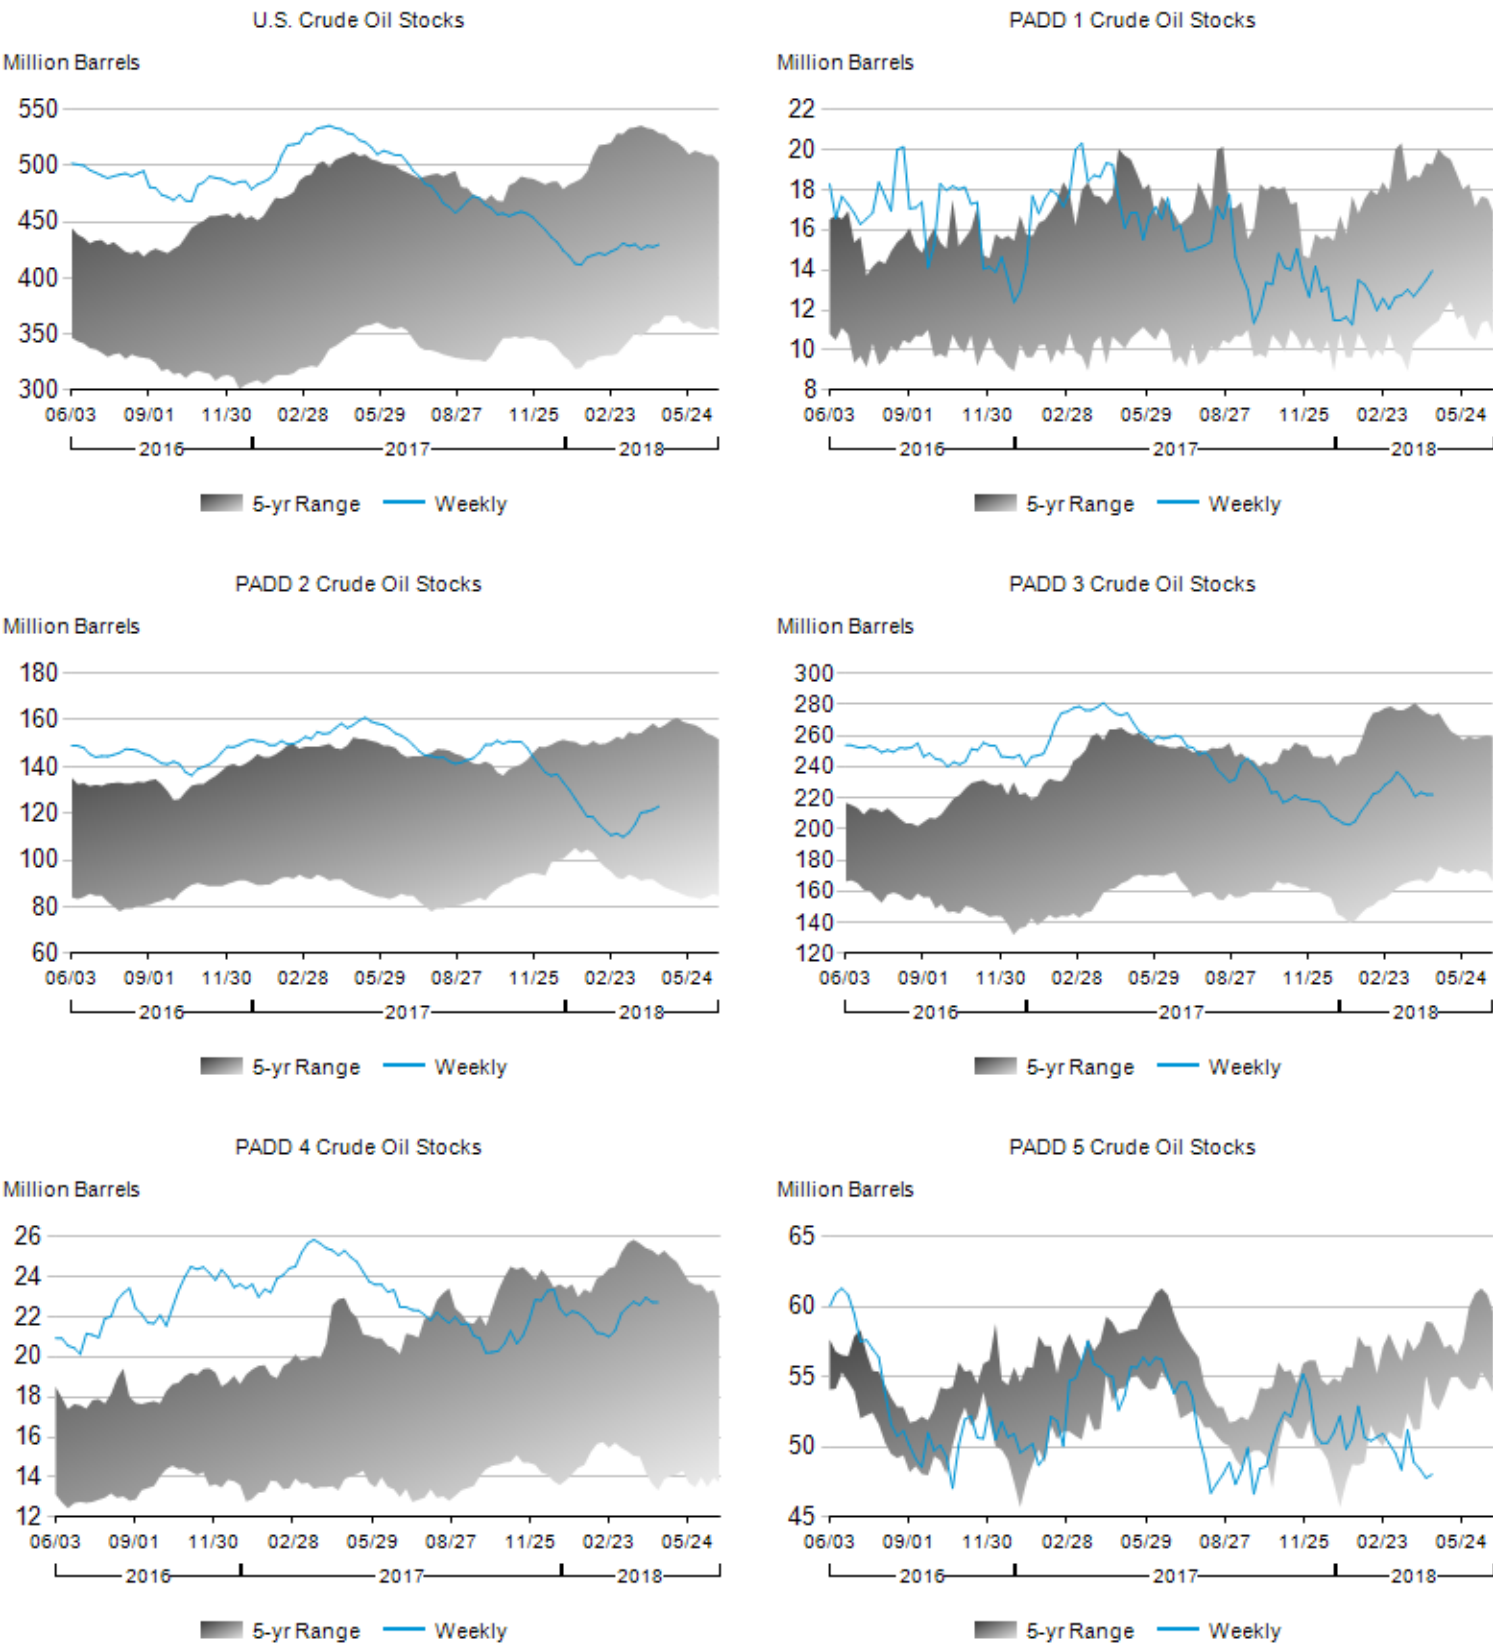 U.S. Crude Oil Stocks
Million Barrels
550
500
450
400
350
300
06/03 09/01 11/30 02/28 05/29 08/27 11/25 02/23 05/24
2016 2017 2018
5-yr Range Weekly
PADD 1 Crude Oil Stocks
Million Barrels
22
20
18
16
14
12
10
8
06/03 09/01 11/30 02/28 05/29 08/27 11/25 02/23 05/24
2016 2017 2018
5-yr Range Weekly
PADD 2 Crude Oil Stocks
Million Barrels
180
160
140
120
100
80
60
06/03 09/01 11/30 02/28 05/29 08/27 11/25 02/23 05/24
2016 2017 2018
5-yr Range Weekly
PADD 3 Crude Oil Stocks
Million Barrels
300
280
260
240
220
200
180
160
140
120
06/03 09/01 11/30 02/28 05/29 08/27 11/25 02/23 05/24
2016 2017 2018
5-yr Range Weekly
PADD 4 Crude Oil Stocks
Million Barrels
26
24
22
20
18
16
14
12
06/03 09/01 11/30 02/28 05/29 08/27 11/25 02/23 05/24
2016 2017 2018
5-yr Range Weekly
PADD 5 Crude Oil Stocks
Million Barrels
65
60
55
50
45
06/03 09/01 11/30 02/28 05/29 08/27 11/25 02/23 05/24
2016 2017 2018
5-yr Range Weekly